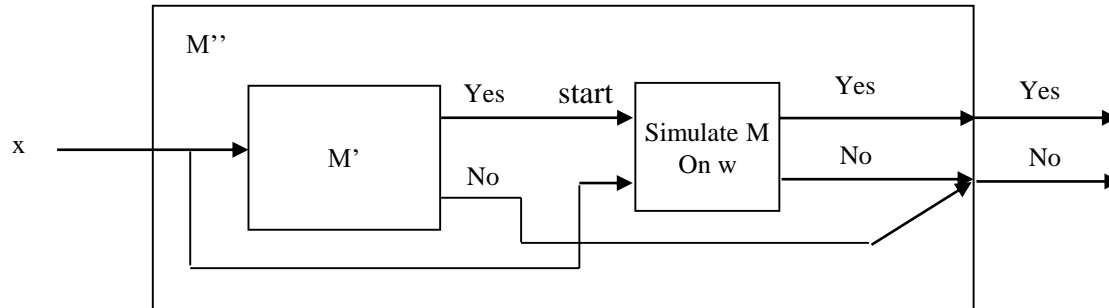 M’’
Yes
start
Yes
Yes
Simulate M
On w
x
M’
No
No
No